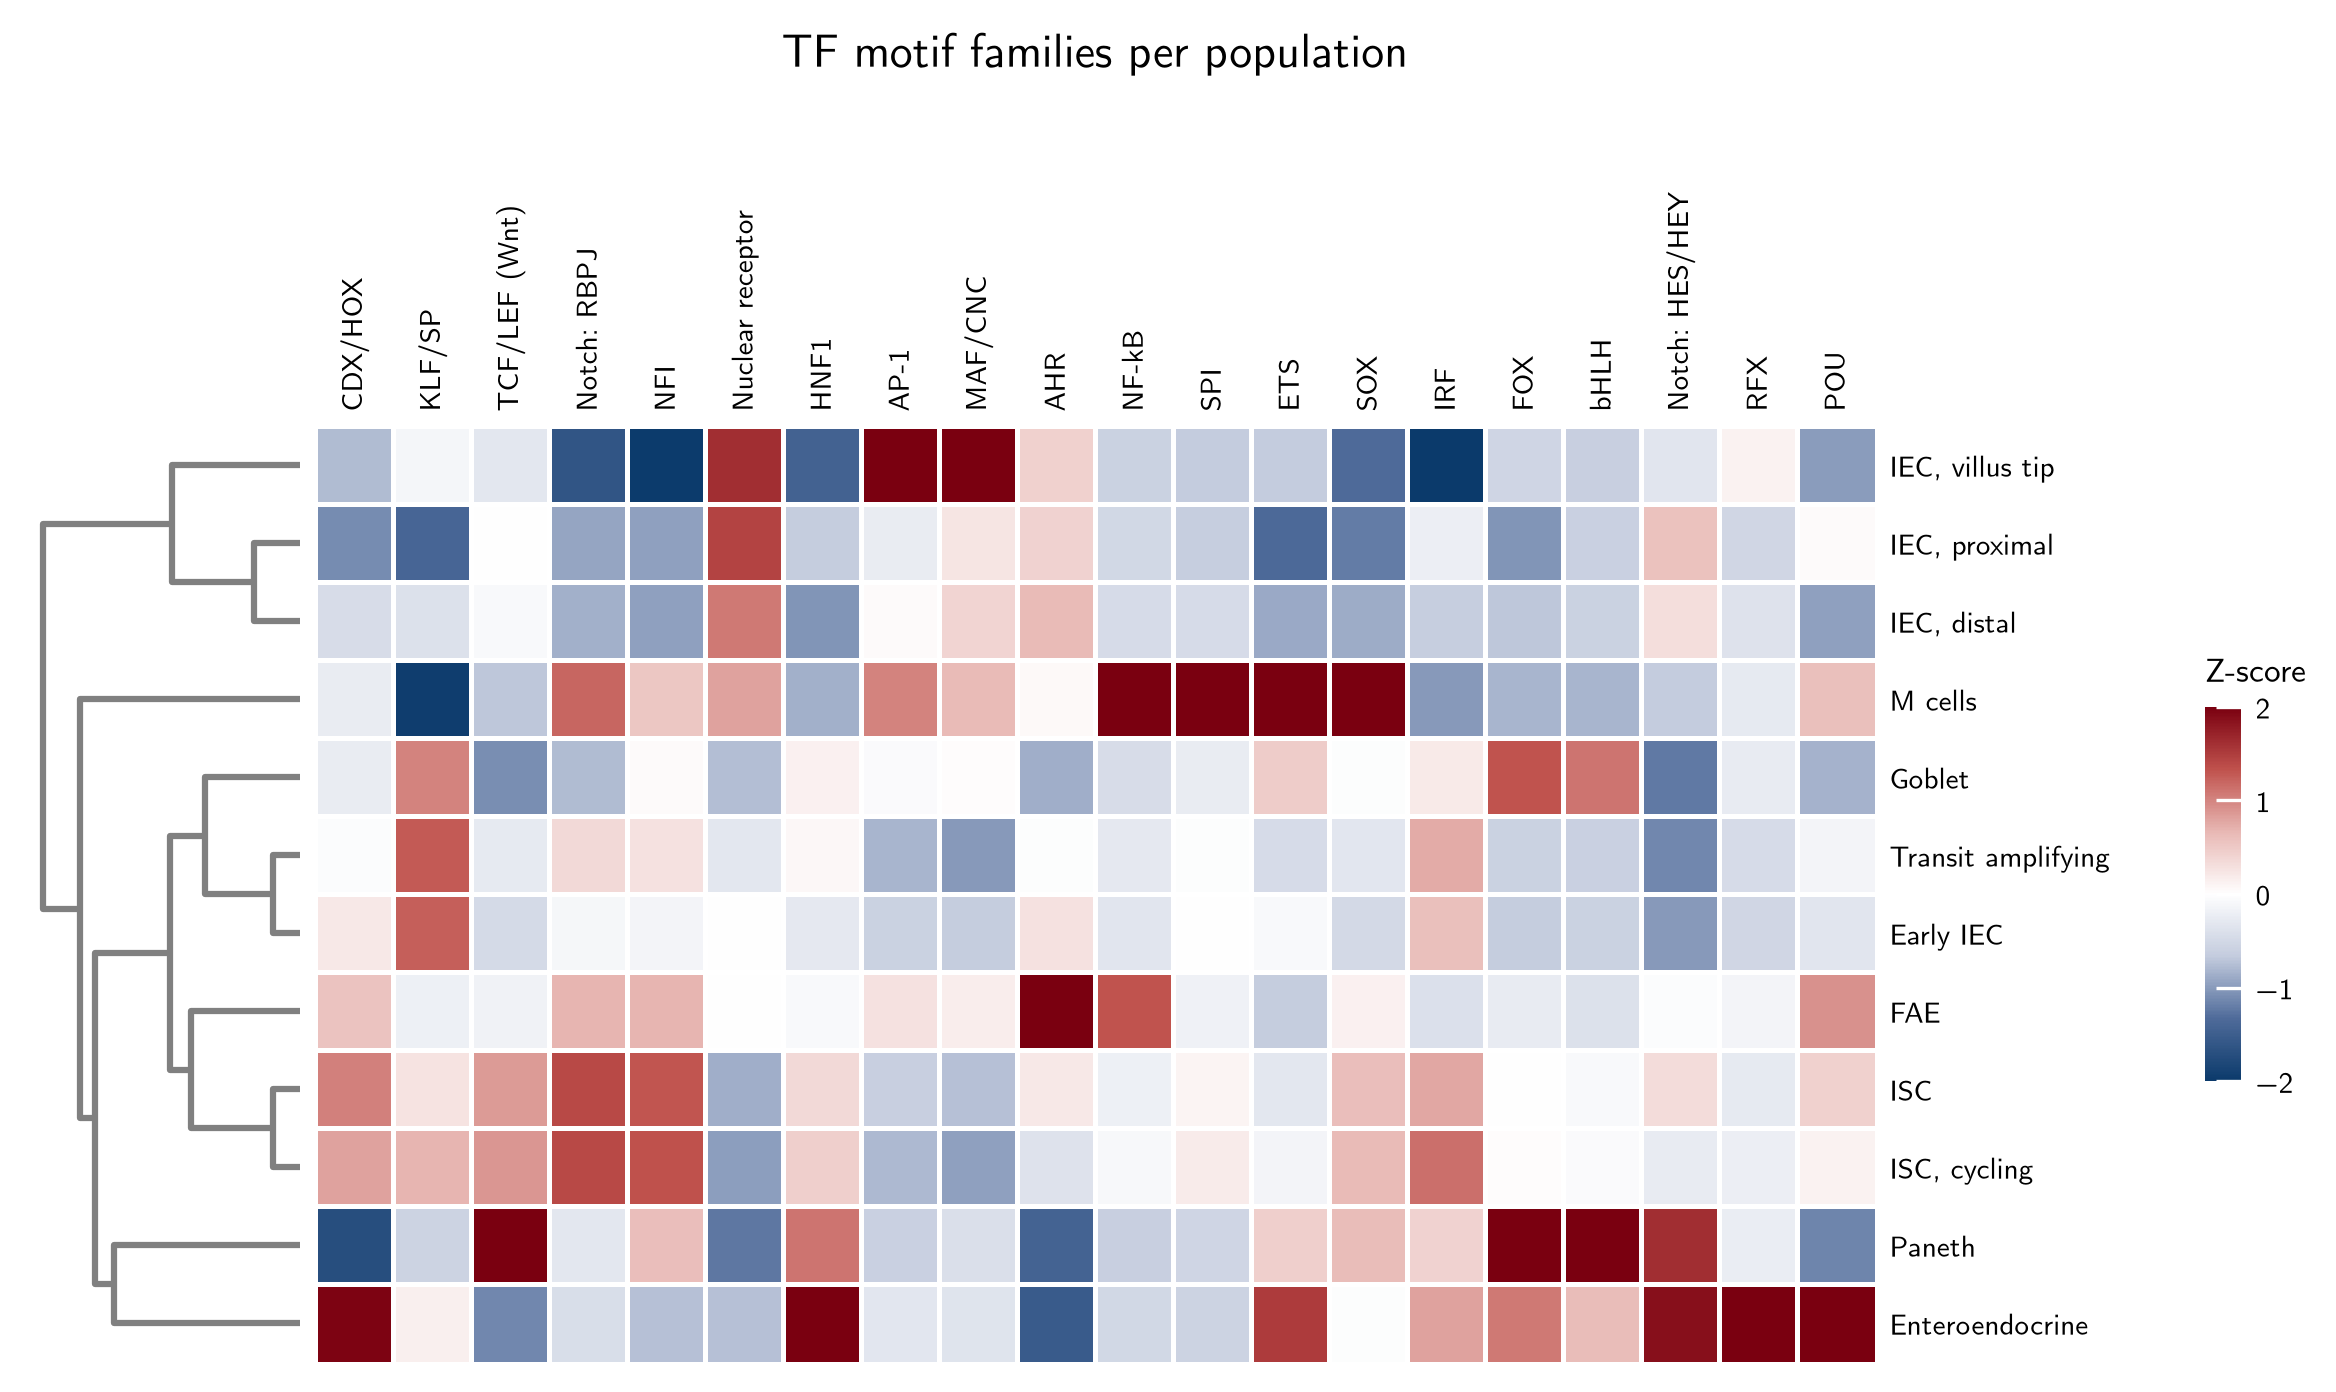 TF motif families per population
CDX/HOX
KLF/SP
TCF/LEF (Wnt)
Notch: RBPJ
NFI
Nuclear receptor
HNF1
AP-1
MAF/CNC
AHR
NF-kB
SPI
ETS
SOX
IRF
FOX
bHLH
Notch: HES/HEY
RFX
POU
IEC, villus tip
IEC, proximal
IEC, distal
M cells
Goblet
Transit amplifying
Early IEC
FAE
ISC
ISC, cycling
Paneth
Enteroendocrine
Z-score
2
1
0
−1
−2